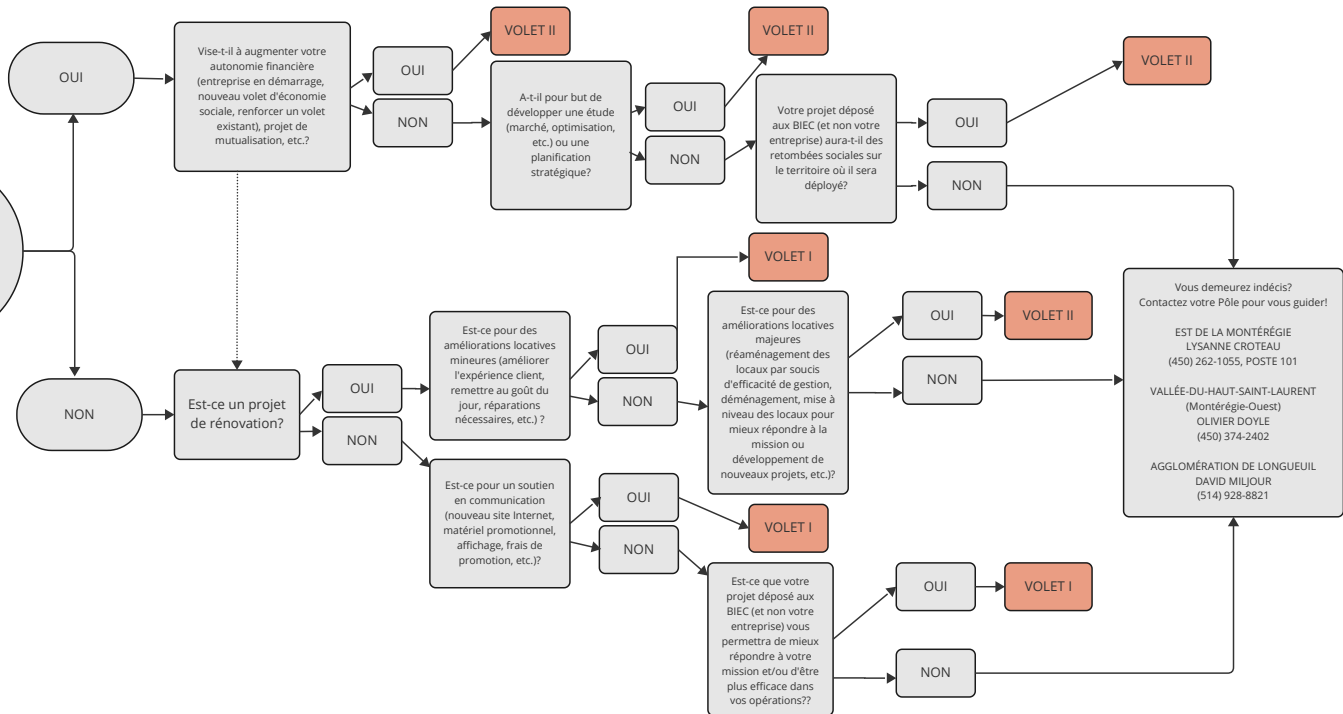 OUI
Vise-t-il à augmenter votre
autonomie financière
(entreprise en démarrage,
nouveau volet d'économie
sociale, renforcer un volet
existant), projet de
mutualisation, etc.?
OUI
NON
VOLET II
A-t-il pour but de
développer une étude
(marché, optimisation,
etc.) ou une
planification
stratégique?
OUI
NON
VOLET II
Votre projet déposé
aux BIEC (et non votre
entreprise) aura-t-il des
retombées sociales sur
le territoire où il sera
déployé?
OUI
NON
VOLET II
NON
Est-ce un projet
de rénovation?
OUI
NON
Est-ce pour des
améliorations locatives
mineures (améliorer
l'expérience client,
remettre au goût du
jour, réparations
nécessaires, etc.) ?
OUI
NON
VOLET I
Est-ce pour des
améliorations locatives
majeures
(réaménagement des
locaux par soucis
d'efficacité de gestion,
déménagement, mise à
niveau des locaux pour
mieux répondre à la
mission ou
développement de
nouveaux projets, etc.)?
OUI
NON
VOLET II
Est-ce pour un soutien
en communication
(nouveau site Internet,
matériel promotionnel,
affichage, frais de
promotion, etc.)?
OUI
NON
VOLET I
Est-ce que votre
projet déposé aux
BIEC (et non votre
entreprise) vous
permettra de mieux
répondre à votre
mission et/ou d'être
plus efficace dans
vos opérations??
OUI
NON
VOLET I
Vous demeurez indécis?
Contactez votre Pôle pour vous guider!
EST DE LA MONTÉRÉGIE
LYSANNE CROTEAU
(450) 262-1055, POSTE 101
VALLÉE-DU-HAUT-SAINT-LAURENT
(Montérégie-Ouest)
OLIVIER DOYLE
(450) 374-2402
AGGLOMÉRATION DE LONGUEUIL
DAVID MILJOUR
(514) 928-8821